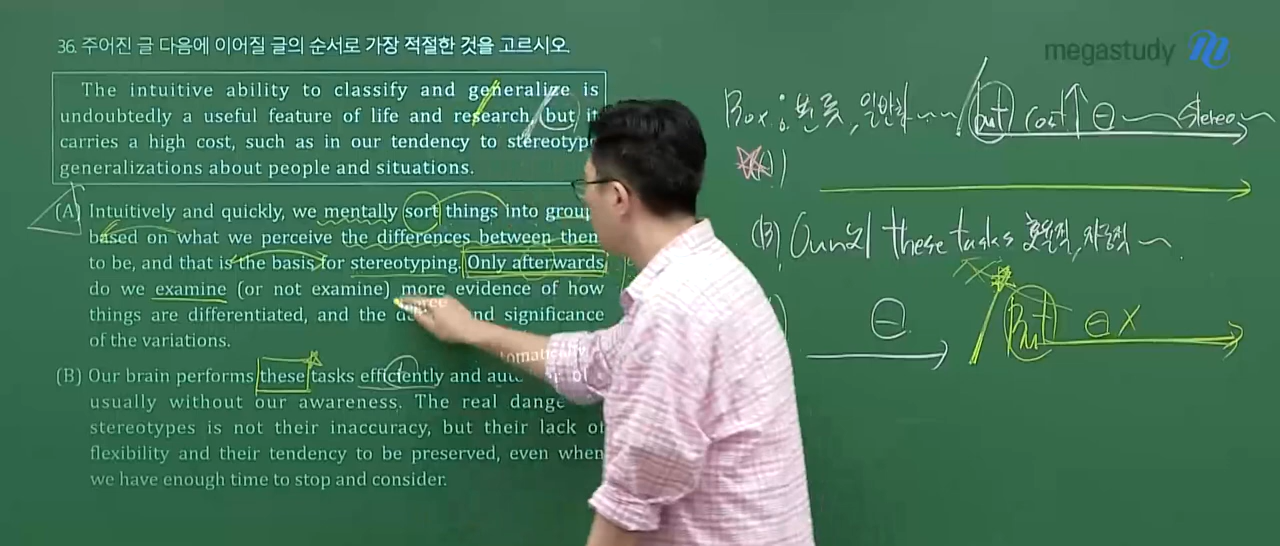 36. 주어진 글 다음에 이어질 글의 순서로 가장 적절한 것을 고르시오.
megastudy
The intuitive ability to classify and generalize is
undoubtedly a useful feature of life and research, but it
carries a high cost, such as in our tendency to stereotype
generalizations about people and situations.
(A) Intuitively and quickly, we mentally sort things into group
based on what we perceive the differences between them
to be, and that is the basis for stereotyping. Only afterwards
do we examine (or not examine) more evidence of how
things are differentiated, and the degree and significance
of the variations.
(B) Our brain performs these tasks efficiently and automatically
usually without our awareness. The real dange
stereotypes is not their inaccuracy, but their lack of
flexibility and their tendency to be preserved, even when
we have enough time to stop and consider.
Box : 분류, 일반화 but cost ↑ ⊖ stereo
(B) Our 뇌 these tasks 효율적, 자동적
⊖ But ⊖ X